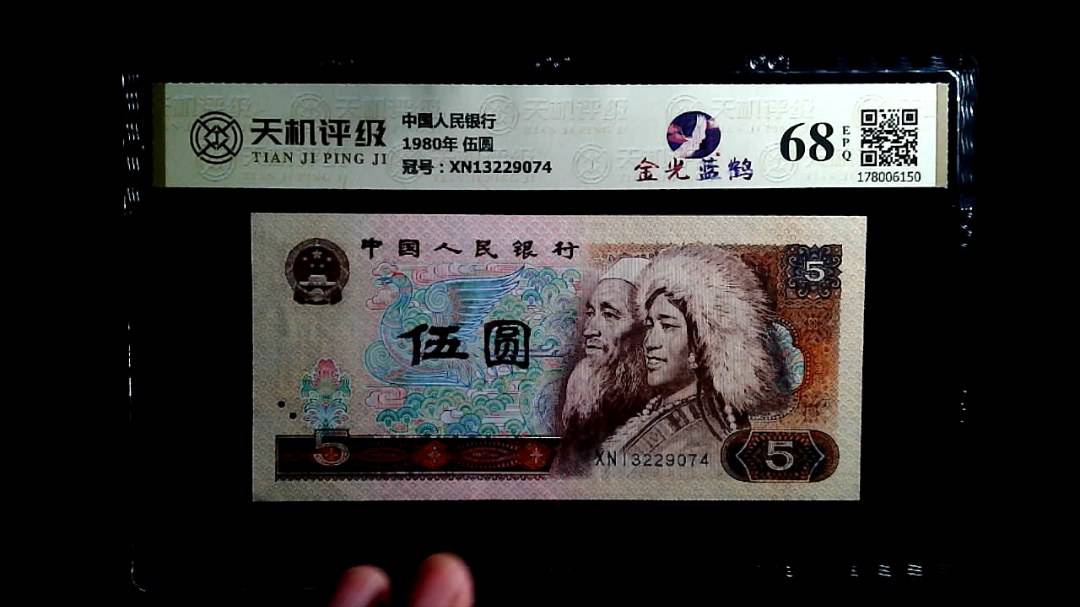 天机评级
TIAN JI PING JI
中国人民银行
1980年 伍圆
冠号：XN13229074
金光蓝鹤
68
EPQ
178006150
中国人民银行
5
伍圆
5
XN13229074
5